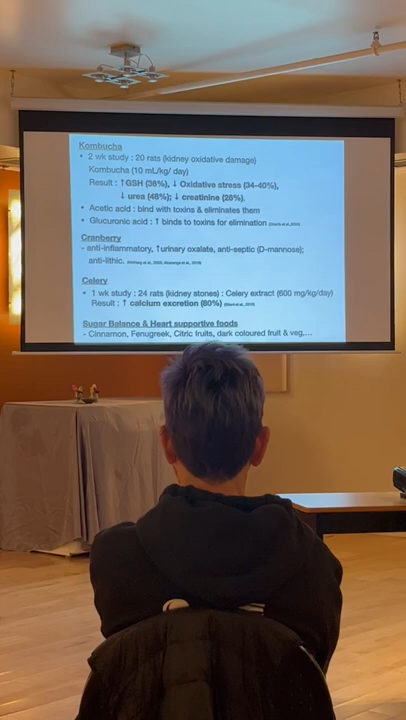 Kombucha
• 2 wk study : 20 rats (kidney oxidative damage)
Kombucha (10 mL/kg/ day)
Result : ↑GSH (36%), ↓ Oxidative stress (34-40%),
↓ urea (48%); ↓ creatinine (26%).
• Acetic acid : bind with toxins & eliminates them
• Glucuronic acid : ↑ binds to toxins for elimination
Cranberry
- anti-inflammatory, ↑urinary oxalate, anti-septic (D-mannose);
anti-lithic.
Celery
• 1 wk study : 24 rats (kidney stones) : Celery extract (600 mg/kg/day)
Result : ↑ calcium excretion (80%)
Sugar Balance & Heart supportive foods
- Cinnamon, Fenugreek, Citric fruits, dark coloured fruit & veg,...